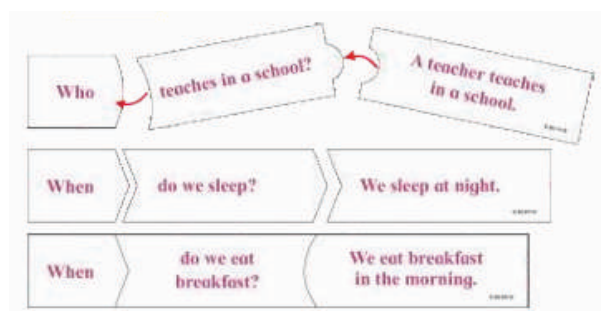 Who
teaches in a school?
A teacher teaches
in a school.
When
do we sleep?
We sleep at night.
When
do we eat
breakfast?
We eat breakfast
in the morning.